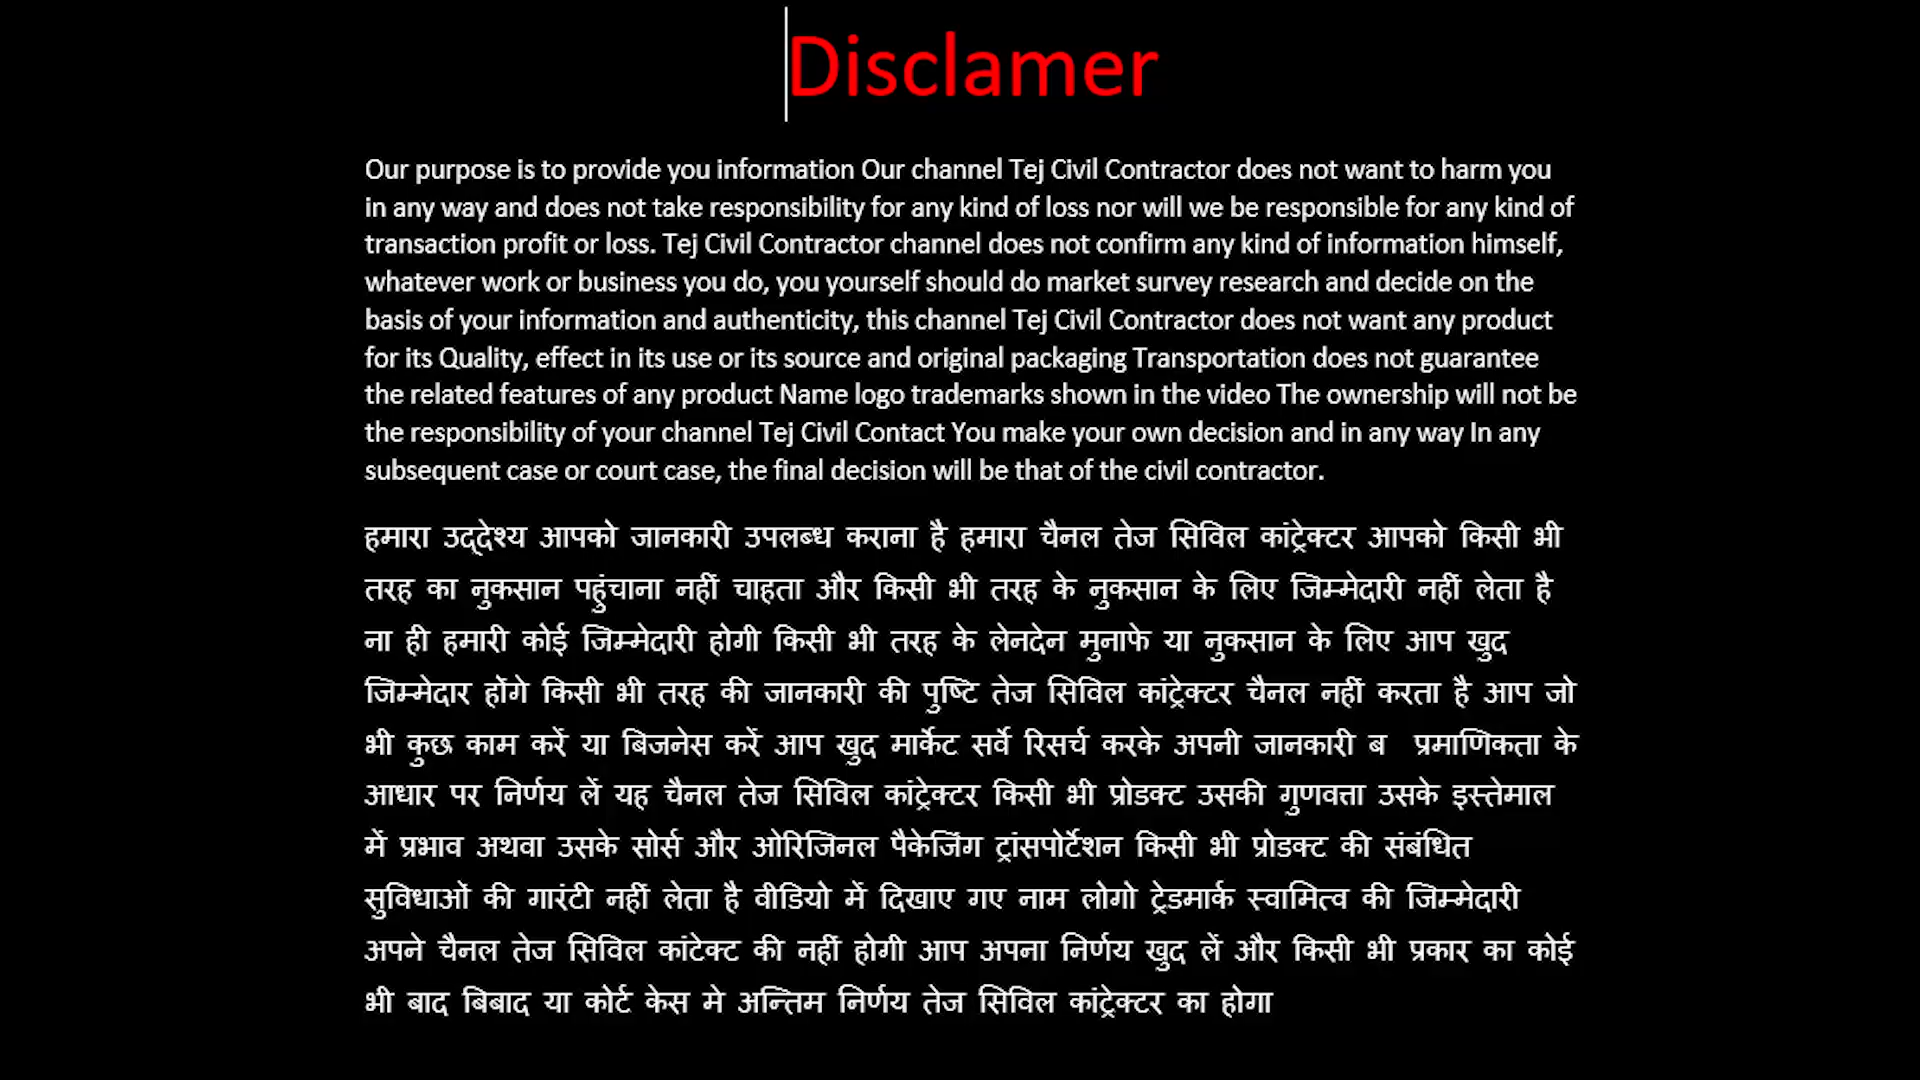 Disclamer
Our purpose is to provide you information Our channel Tej Civil Contractor does not want to harm you
in any way and does not take responsibility for any kind of loss nor will we be responsible for any kind of
transaction profit or loss. Tej Civil Contractor channel does not confirm any kind of information himself,
whatever work or business you do, you yourself should do market survey research and decide on the
basis of your information and authenticity, this channel Tej Civil Contractor does not want any product
for its Quality, effect in its use or its source and original packaging Transportation does not guarantee
the related features of any product Name logo trademarks shown in the video The ownership will not be
the responsibility of your channel Tej Civil Contact You make your own decision and in any way In any
subsequent case or court case, the final decision will be that of the civil contractor.
हमारा उद्देश्य आपको जानकारी उपलब्ध कराना है हमारा चैनल तेज सिविल कांट्रेक्टर आपको किसी भी
तरह का नुकसान पहुंचाना नहीं चाहता और किसी भी तरह के नुकसान के लिए जिम्मेदारी नहीं लेता है
ना ही हमारी कोई जिम्मेदारी होगी किसी भी तरह के लेनदेन मुनाफे या नुकसान के लिए आप खुद
जिम्मेदार होंगे किसी भी तरह की जानकारी की पुष्टि तेज सिविल कांट्रेक्टर चैनल नहीं करता है आप जो
भी कुछ काम करें या बिजनेस करें आप खुद मार्केट सर्वे रिसर्च करके अपनी जानकारी ब प्रमाणिकता के
आधार पर निर्णय लें यह चैनल तेज सिविल कांट्रेक्टर किसी भी प्रोडक्ट उसकी गुणवत्ता उसके इस्तेमाल
में प्रभाव अथवा उसके सोर्स और ओरिजिनल पैकेजिंग ट्रांसपोर्टेशन किसी भी प्रोडक्ट की संबंधित
सुविधाओं की गारंटी नहीं लेता है वीडियो में दिखाए गए नाम लोगो ट्रेडमार्क स्वामित्व की जिम्मेदारी
अपने चैनल तेज सिविल कांटेक्ट की नहीं होगी आप अपना निर्णय खुद लें और किसी भी प्रकार का कोई
भी बाद बिबाद या कोर्ट केस मे अन्तिम निर्णय तेज सिविल कांट्रेक्टर का होगा